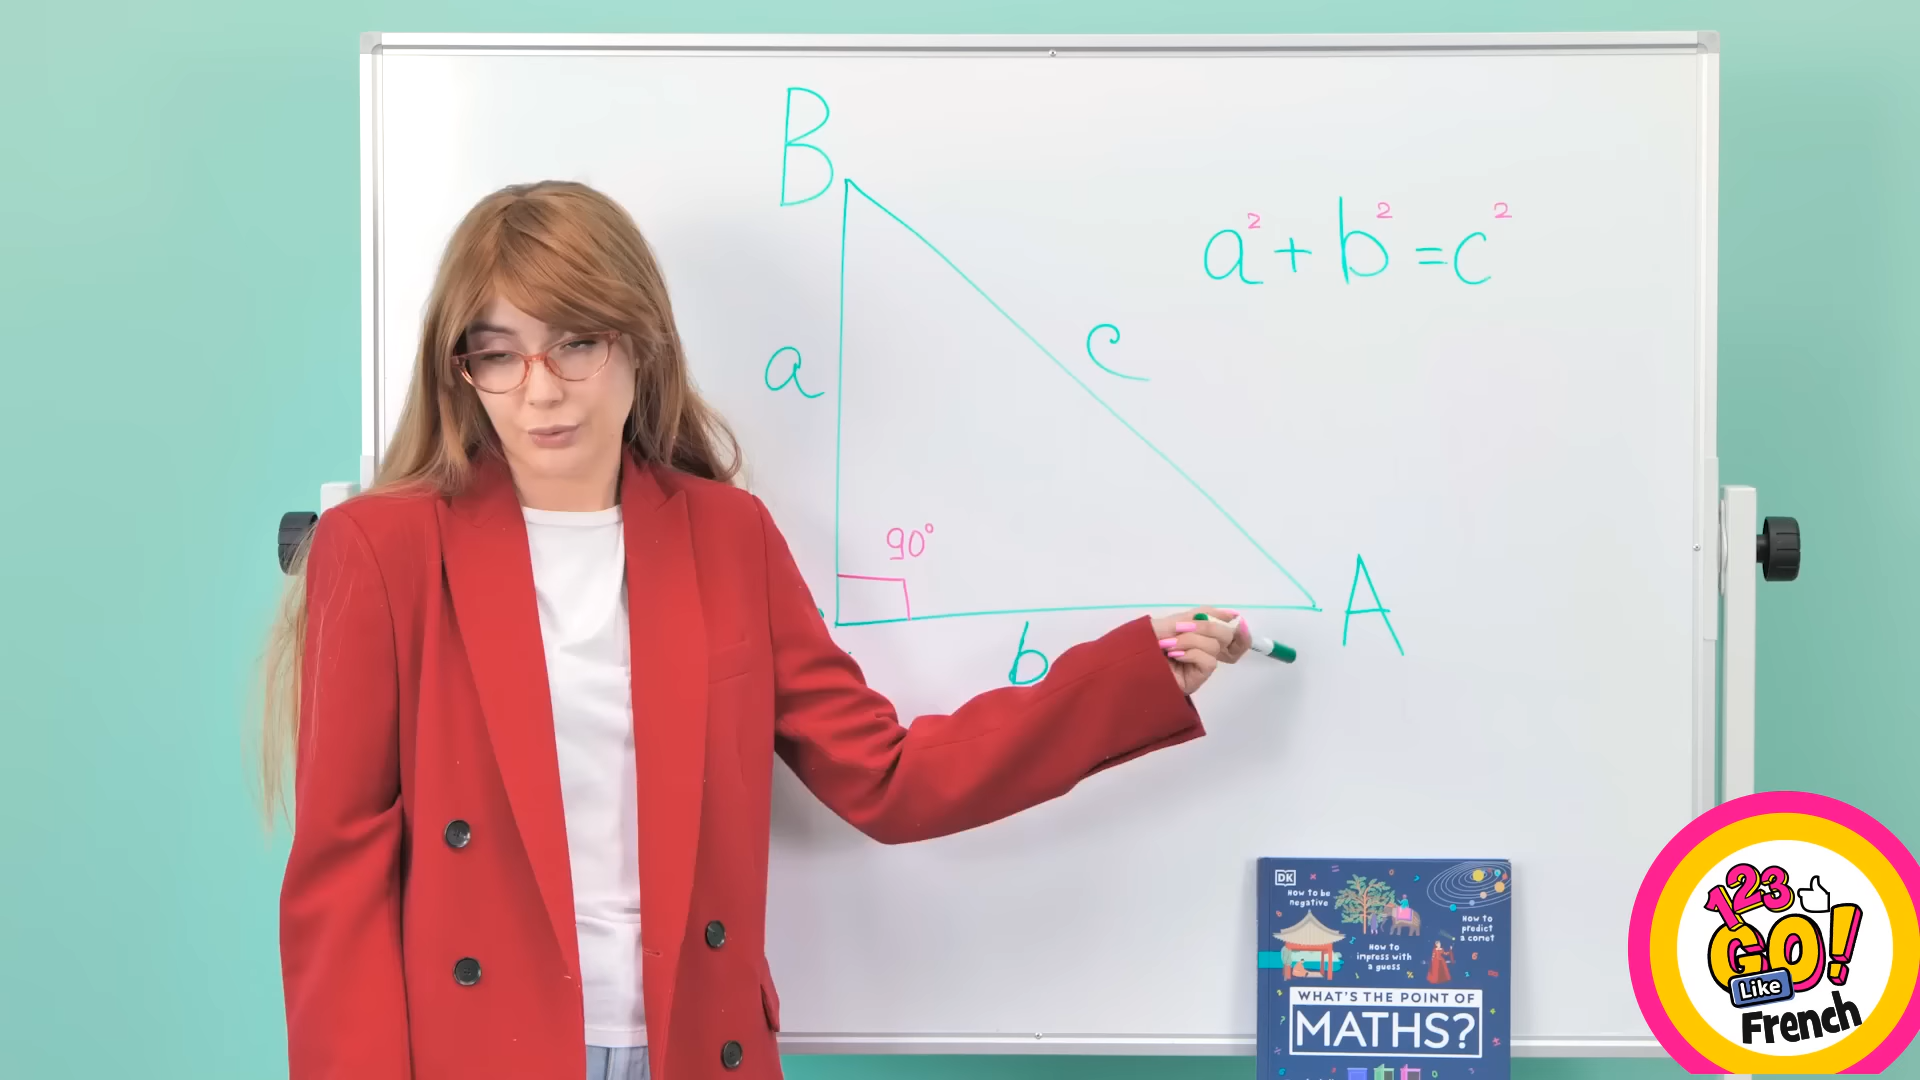 B
a² + b² = c²
c
a
90°
A
b
DK
How to be
negative
How to
predict
a comet
How to
impress with
a guess
WHAT'S THE POINT OF
MATHS?
123
GO!
Like
French